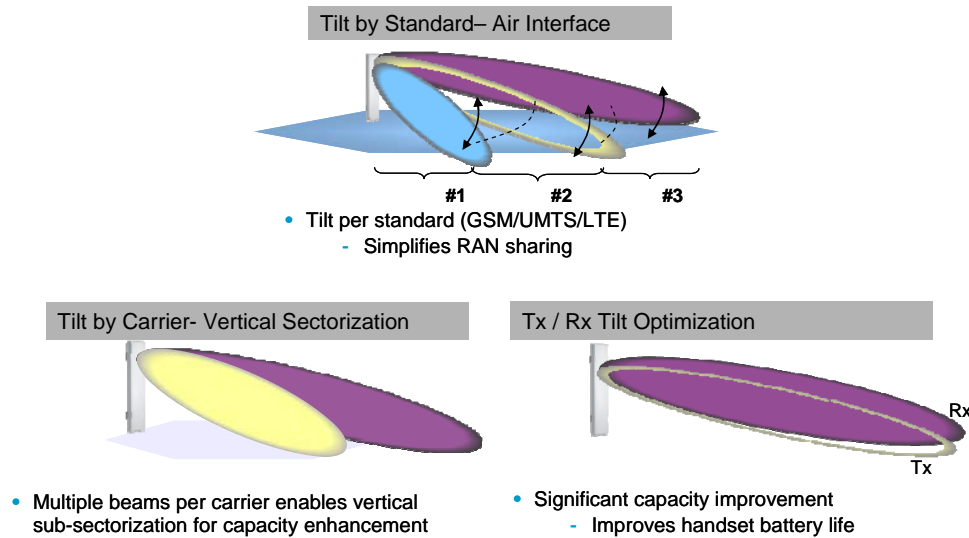 Tilt by Standard– Air Interface
#1 #2 #3
• Tilt per standard (GSM/UMTS/LTE)
- Simplifies RAN sharing
Tilt by Carrier- Vertical Sectorization
• Multiple beams per carrier enables vertical
sub-sectorization for capacity enhancement
Tx / Rx Tilt Optimization
Rx
Tx
• Significant capacity improvement
- Improves handset battery life